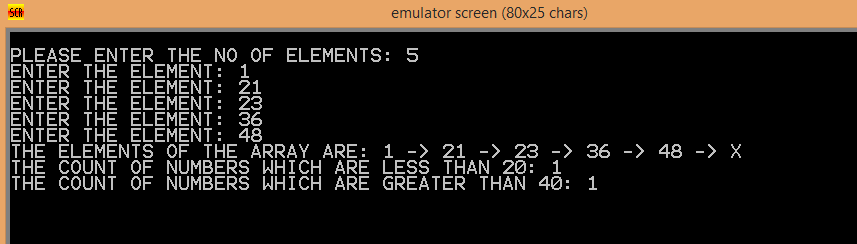 SCR
emulator screen (80x25 chars)
PLEASE ENTER THE NO OF ELEMENTS: 5
ENTER THE ELEMENT: 1
ENTER THE ELEMENT: 21
ENTER THE ELEMENT: 23
ENTER THE ELEMENT: 36
ENTER THE ELEMENT: 48
THE ELEMENTS OF THE ARRAY ARE: 1 -> 21 -> 23 -> 36 -> 48 -> X
THE COUNT OF NUMBERS WHICH ARE LESS THAN 20: 1
THE COUNT OF NUMBERS WHICH ARE GREATER THAN 40: 1